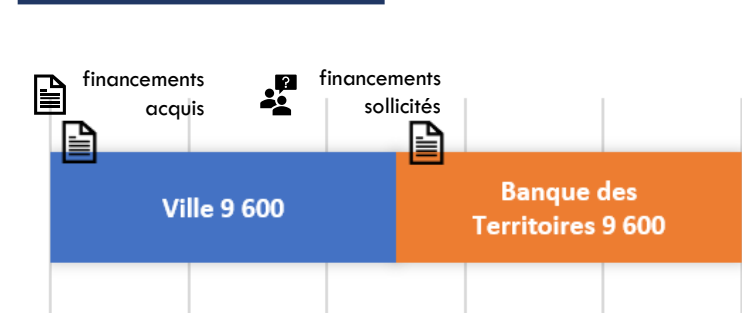 financements
acquis
financements
sollicités
?
Ville 9 600
Banque des
Territoires 9 600